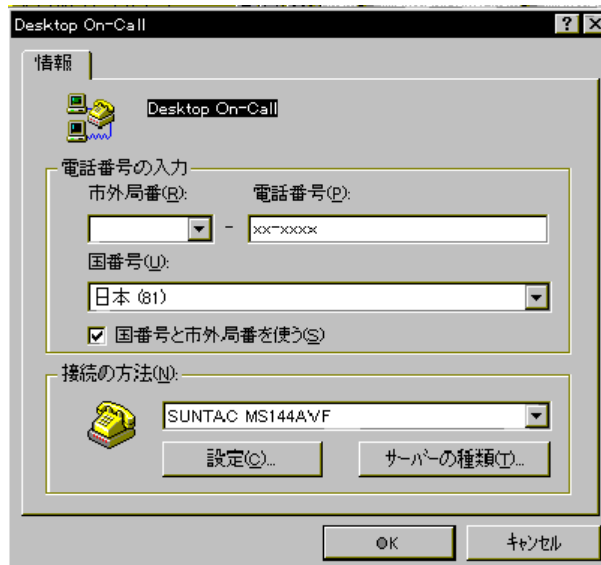 Desktop On-Call
情報
Desktop On-Call
電話番号の入力
市外局番(R): 電話番号(P):
- xx-xxxx
国番号(U):
日本 (81)
国番号と市外局番を使う(S)
接続の方法(N):
SUNTAC MS144AVF
設定(C)... サーバーの種類(T)...
OK キャンセル